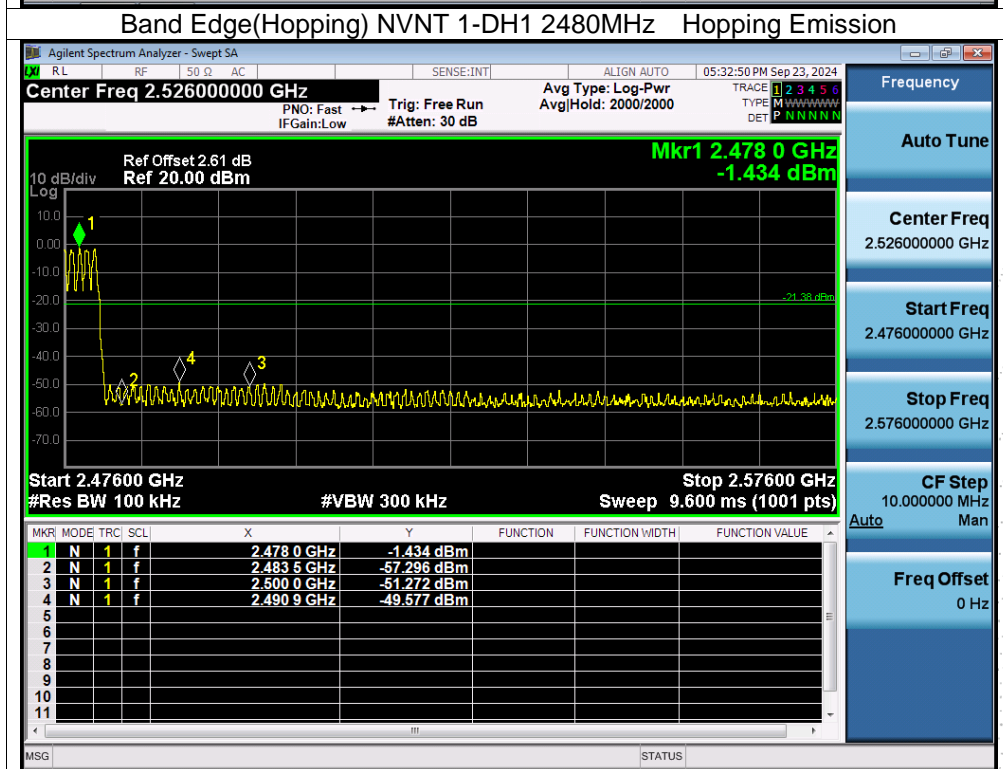 Band Edge(Hopping) NVNT 1-DH1 2480MHz Hopping Emission
Agilent Spectrum Analyzer - Swept SA
LXI RL RF 50 Ω AC SENSE:INT ALIGN AUTO 05:32:50 PM Sep 23, 2024
Center Freq 2.526000000 GHz
PNO: Fast
IFGain:Low
Trig: Free Run
#Atten: 30 dB
Avg Type: Log-Pwr
Avg|Hold: 2000/2000
TRACE 1 2 3 4 5 6
TYPE M WWWWW
DET P N N N N N
Frequency
Auto Tune
Center Freq
2.526000000 GHz
Start Freq
2.476000000 GHz
Stop Freq
2.576000000 GHz
CF Step
10.000000 MHz
Auto Man
Freq Offset
0 Hz
Mkr1 2.478 0 GHz
-1.434 dBm
Ref Offset 2.61 dB
10 dB/div Ref 20.00 dBm
Log
10.0
0.00
-10.0
-20.0
-30.0
-40.0
-50.0
-60.0
-70.0
1
-21.38 dBm
2
4
3
Start 2.47600 GHz Stop 2.57600 GHz
#Res BW 100 kHz #VBW 300 kHz Sweep 9.600 ms (1001 pts)
MKR MODE TRC SCL X Y FUNCTION FUNCTION WIDTH FUNCTION VALUE
1 N 1 f 2.478 0 GHz -1.434 dBm
2 N 1 f 2.483 5 GHz -57.296 dBm
3 N 1 f 2.500 0 GHz -51.272 dBm
4 N 1 f 2.490 9 GHz -49.577 dBm
5
6
7
8
9
10
11
MSG STATUS